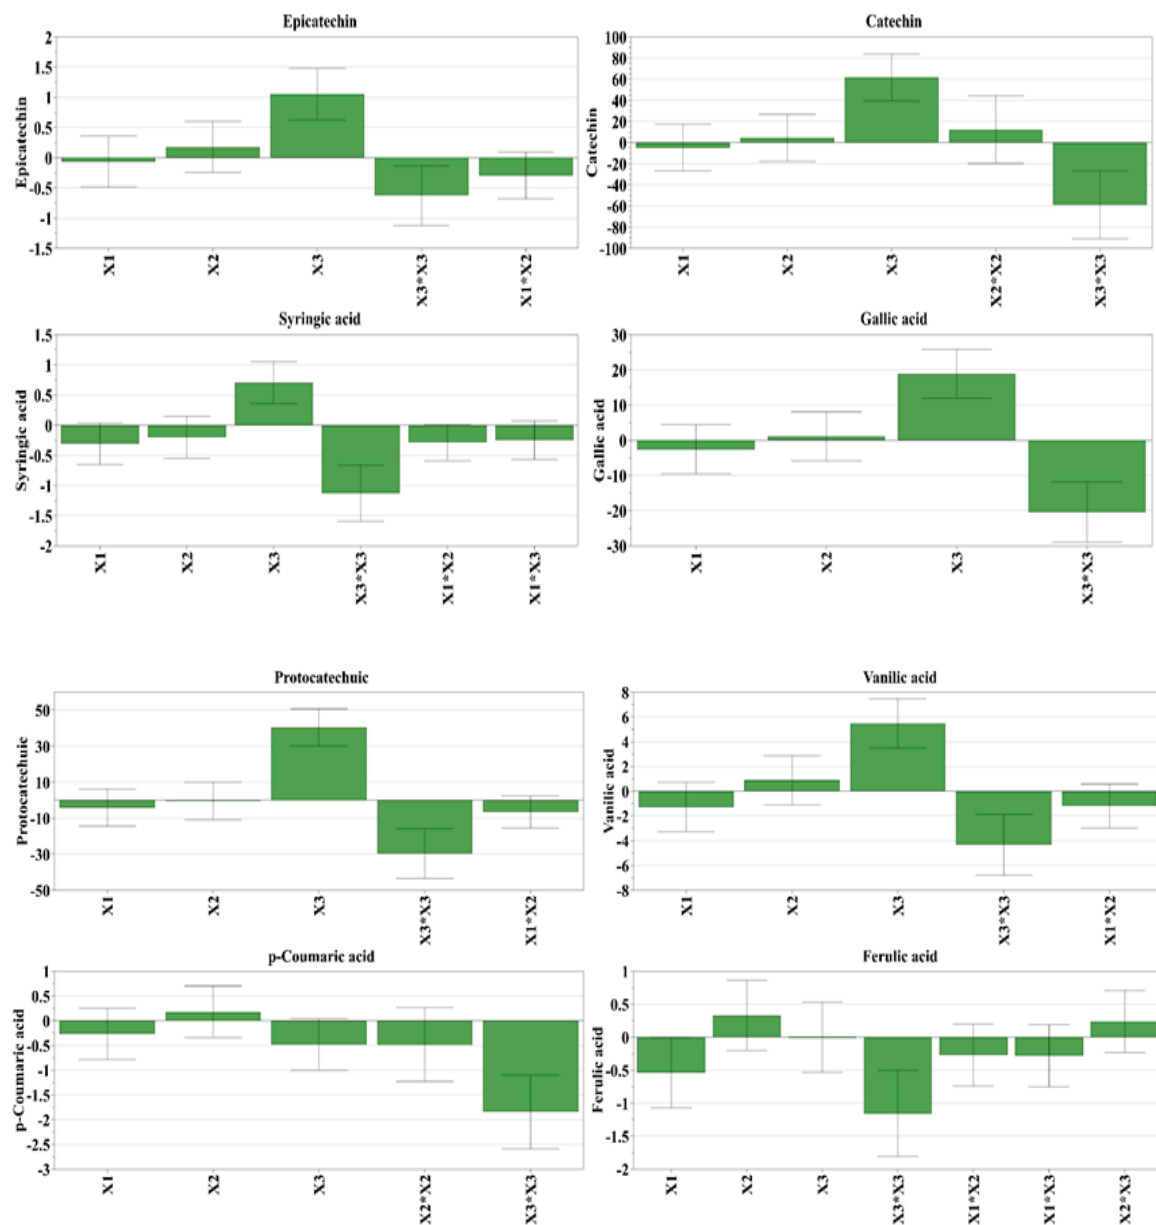 Epicatechin
Epicatechin
2
1.5
1
0.5
0
-0.5
-1
-1.5
X1
X2
X3
X3*X3
X1*X2
Catechin
Catechin
100
80
60
40
20
0
-20
-40
-60
-80
-100
X1
X2
X3
X2*X2
X3*X3
Syringic acid
Syringic acid
1.5
1
0.5
0
-0.5
-1
-1.5
-2
X1
X2
X3
X3*X3
X1*X2
X1*X3
Gallic acid
Gallic acid
30
20
10
0
-10
-20
-30
X1
X2
X3
X3*X3
Protocatechuic
Protocatechuic
50
30
10
-10
-30
-50
X1
X2
X3
X3*X3
X1*X2
Vanilic acid
Vanilic acid
8
6
4
2
0
-2
-4
-6
-8
X1
X2
X3
X3*X3
X1*X2
p-Coumaric acid
p-Coumaric acid
1
0.5
0
-0.5
-1
-1.5
-2
-2.5
-3
X1
X2
X3
X2*X2
X3*X3
Ferulic acid
Ferulic acid
1
0.5
0
-0.5
-1
-1.5
-2
X1
X2
X3
X3*X3
X1*X2
X1*X3
X2*X3